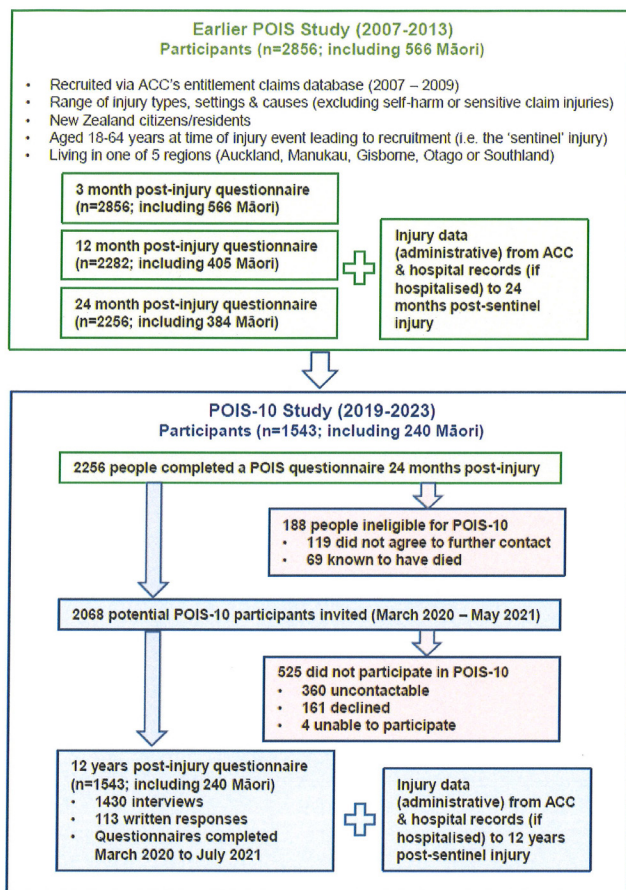 Earlier POIS Study (2007-2013)
Participants (n=2856; including 566 Māori)
• Recruited via ACC's entitlement claims database (2007 – 2009)
• Range of injury types, settings & causes (excluding self-harm or sensitive claim injuries)
• New Zealand citizens/residents
• Aged 18-64 years at time of injury event leading to recruitment (i.e. the 'sentinel' injury)
• Living in one of 5 regions (Auckland, Manukau, Gisborne, Otago or Southland)
3 month post-injury questionnaire
(n=2856; including 566 Māori)
12 month post-injury questionnaire
(n=2282; including 405 Māori)
24 month post-injury questionnaire
(n=2256; including 384 Māori)
Injury data
(administrative) from ACC
& hospital records (if
hospitalised) to 24
months post-sentinel
injury
POIS-10 Study (2019-2023)
Participants (n=1543; including 240 Māori)
2256 people completed a POIS questionnaire 24 months post-injury
188 people ineligible for POIS-10
• 119 did not agree to further contact
• 69 known to have died
2068 potential POIS-10 participants invited (March 2020 – May 2021)
525 did not participate in POIS-10
• 360 uncontactable
• 161 declined
• 4 unable to participate
12 years post-injury questionnaire
(n=1543; including 240 Māori)
• 1430 interviews
• 113 written responses
• Questionnaires completed
March 2020 to July 2021
Injury data
(administrative) from ACC
& hospital records (if
hospitalised) to 12 years
post-sentinel injury